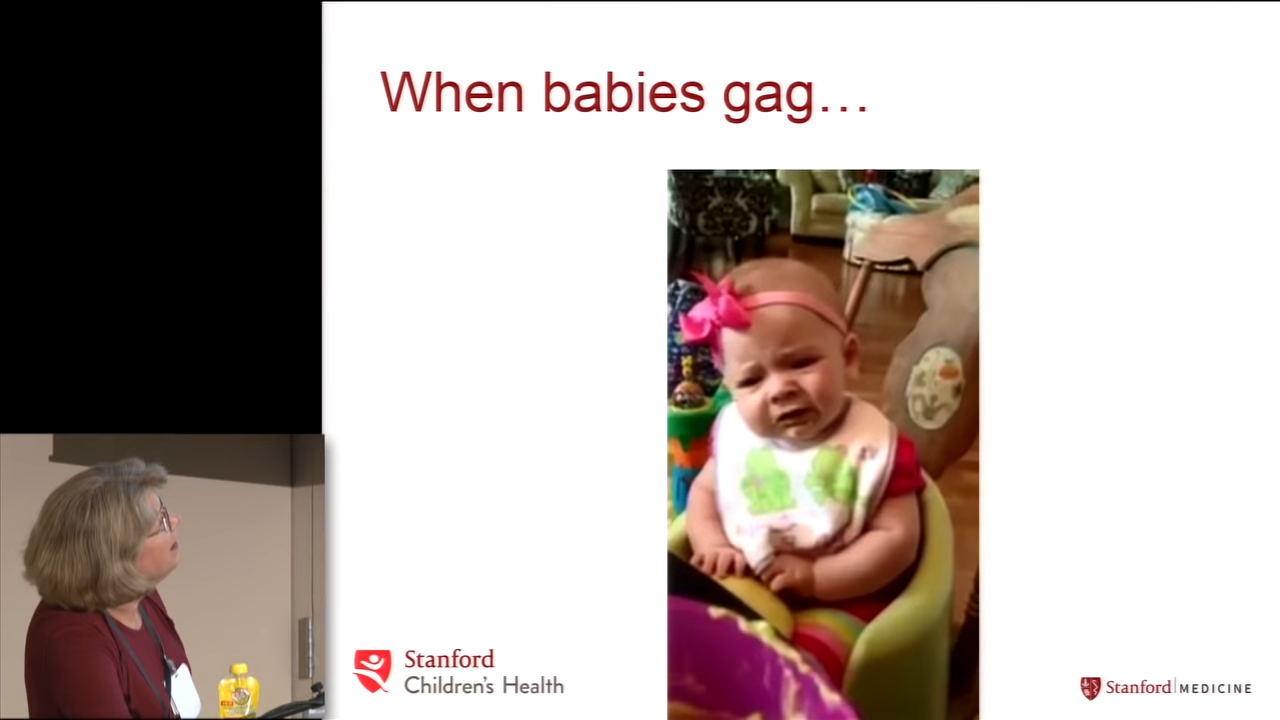 When babies gag…
Stanford
Children's Health
Stanford MEDICINE